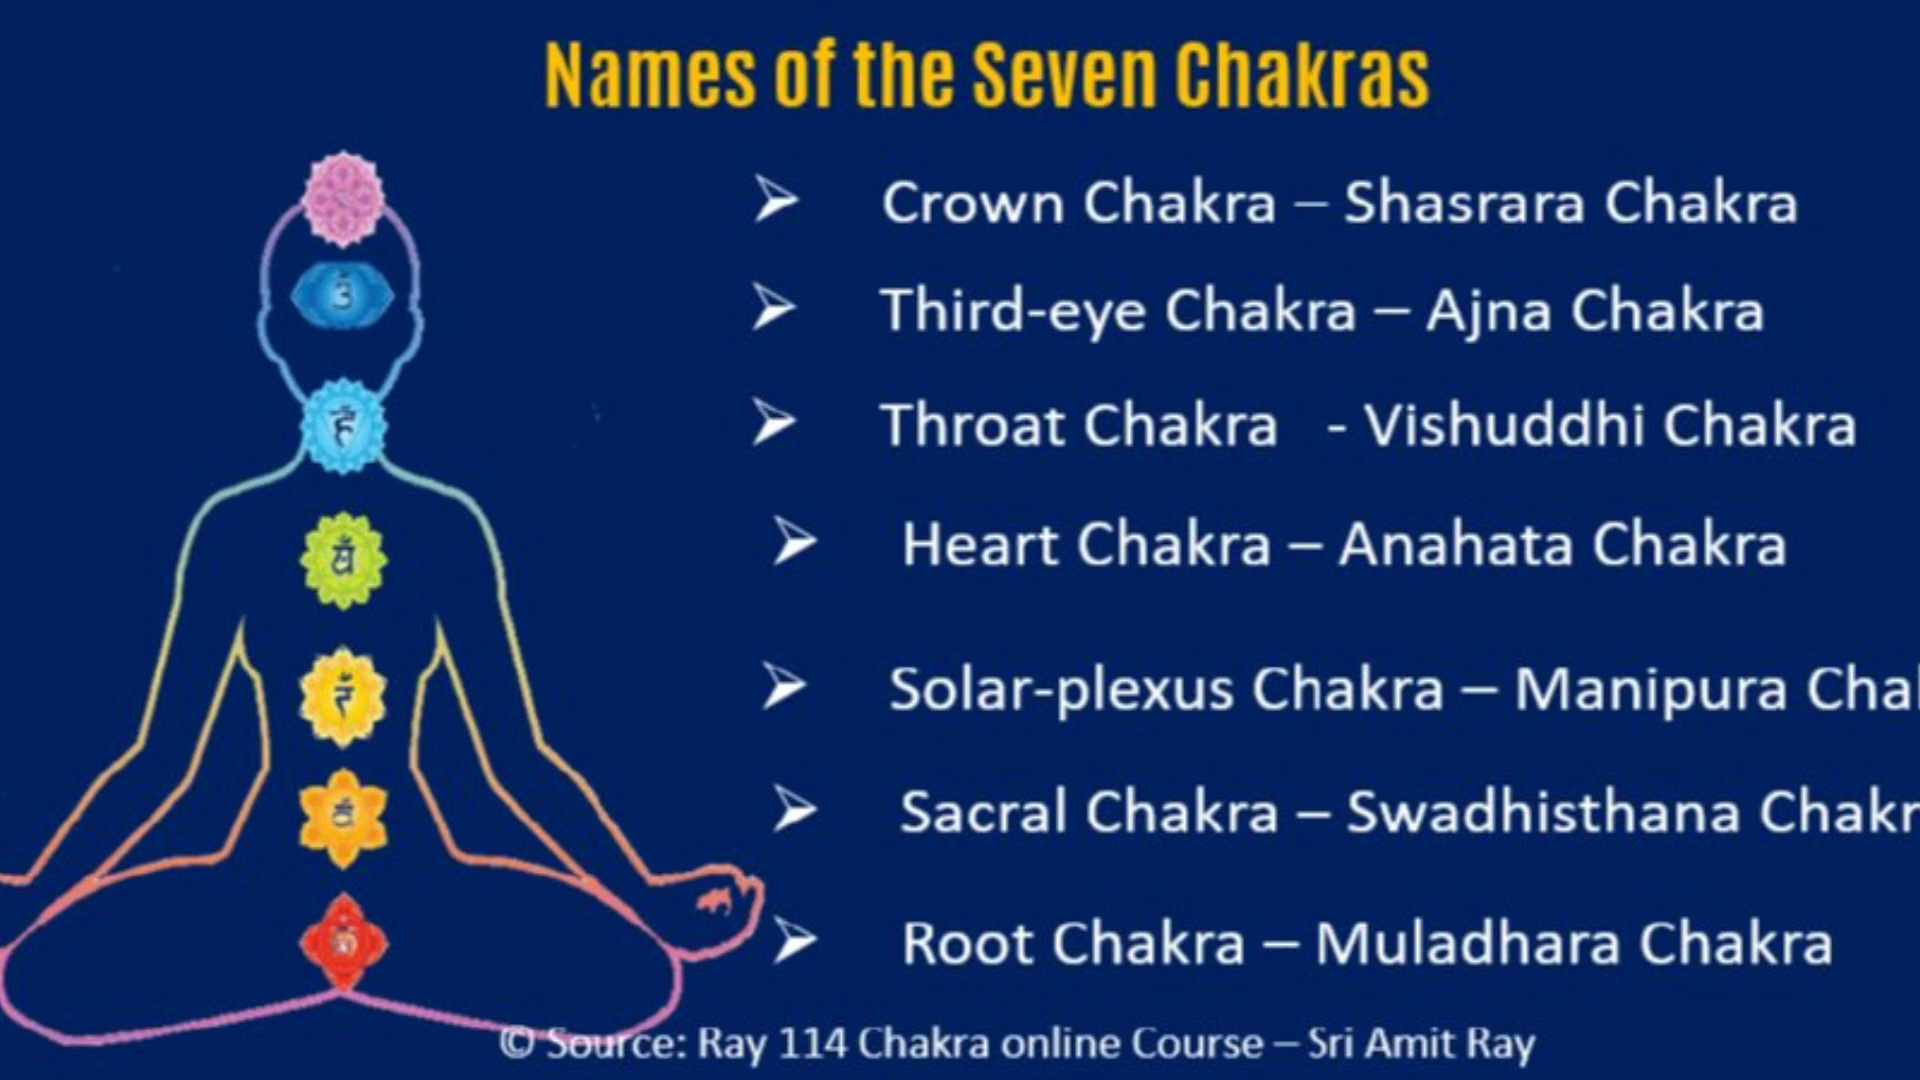 Names of the Seven Chakras
Crown Chakra – Shasrara Chakra
ॐ
Third-eye Chakra – Ajna Chakra
हँ
Throat Chakra - Vishuddhi Chakra
यँ
Heart Chakra – Anahata Chakra
रँ
Solar-plexus Chakra – Manipura Chak
Sacral Chakra – Swadhisthana Chakr
Root Chakra – Muladhara Chakra
© Source: Ray 114 Chakra online Course – Sri Amit Ray